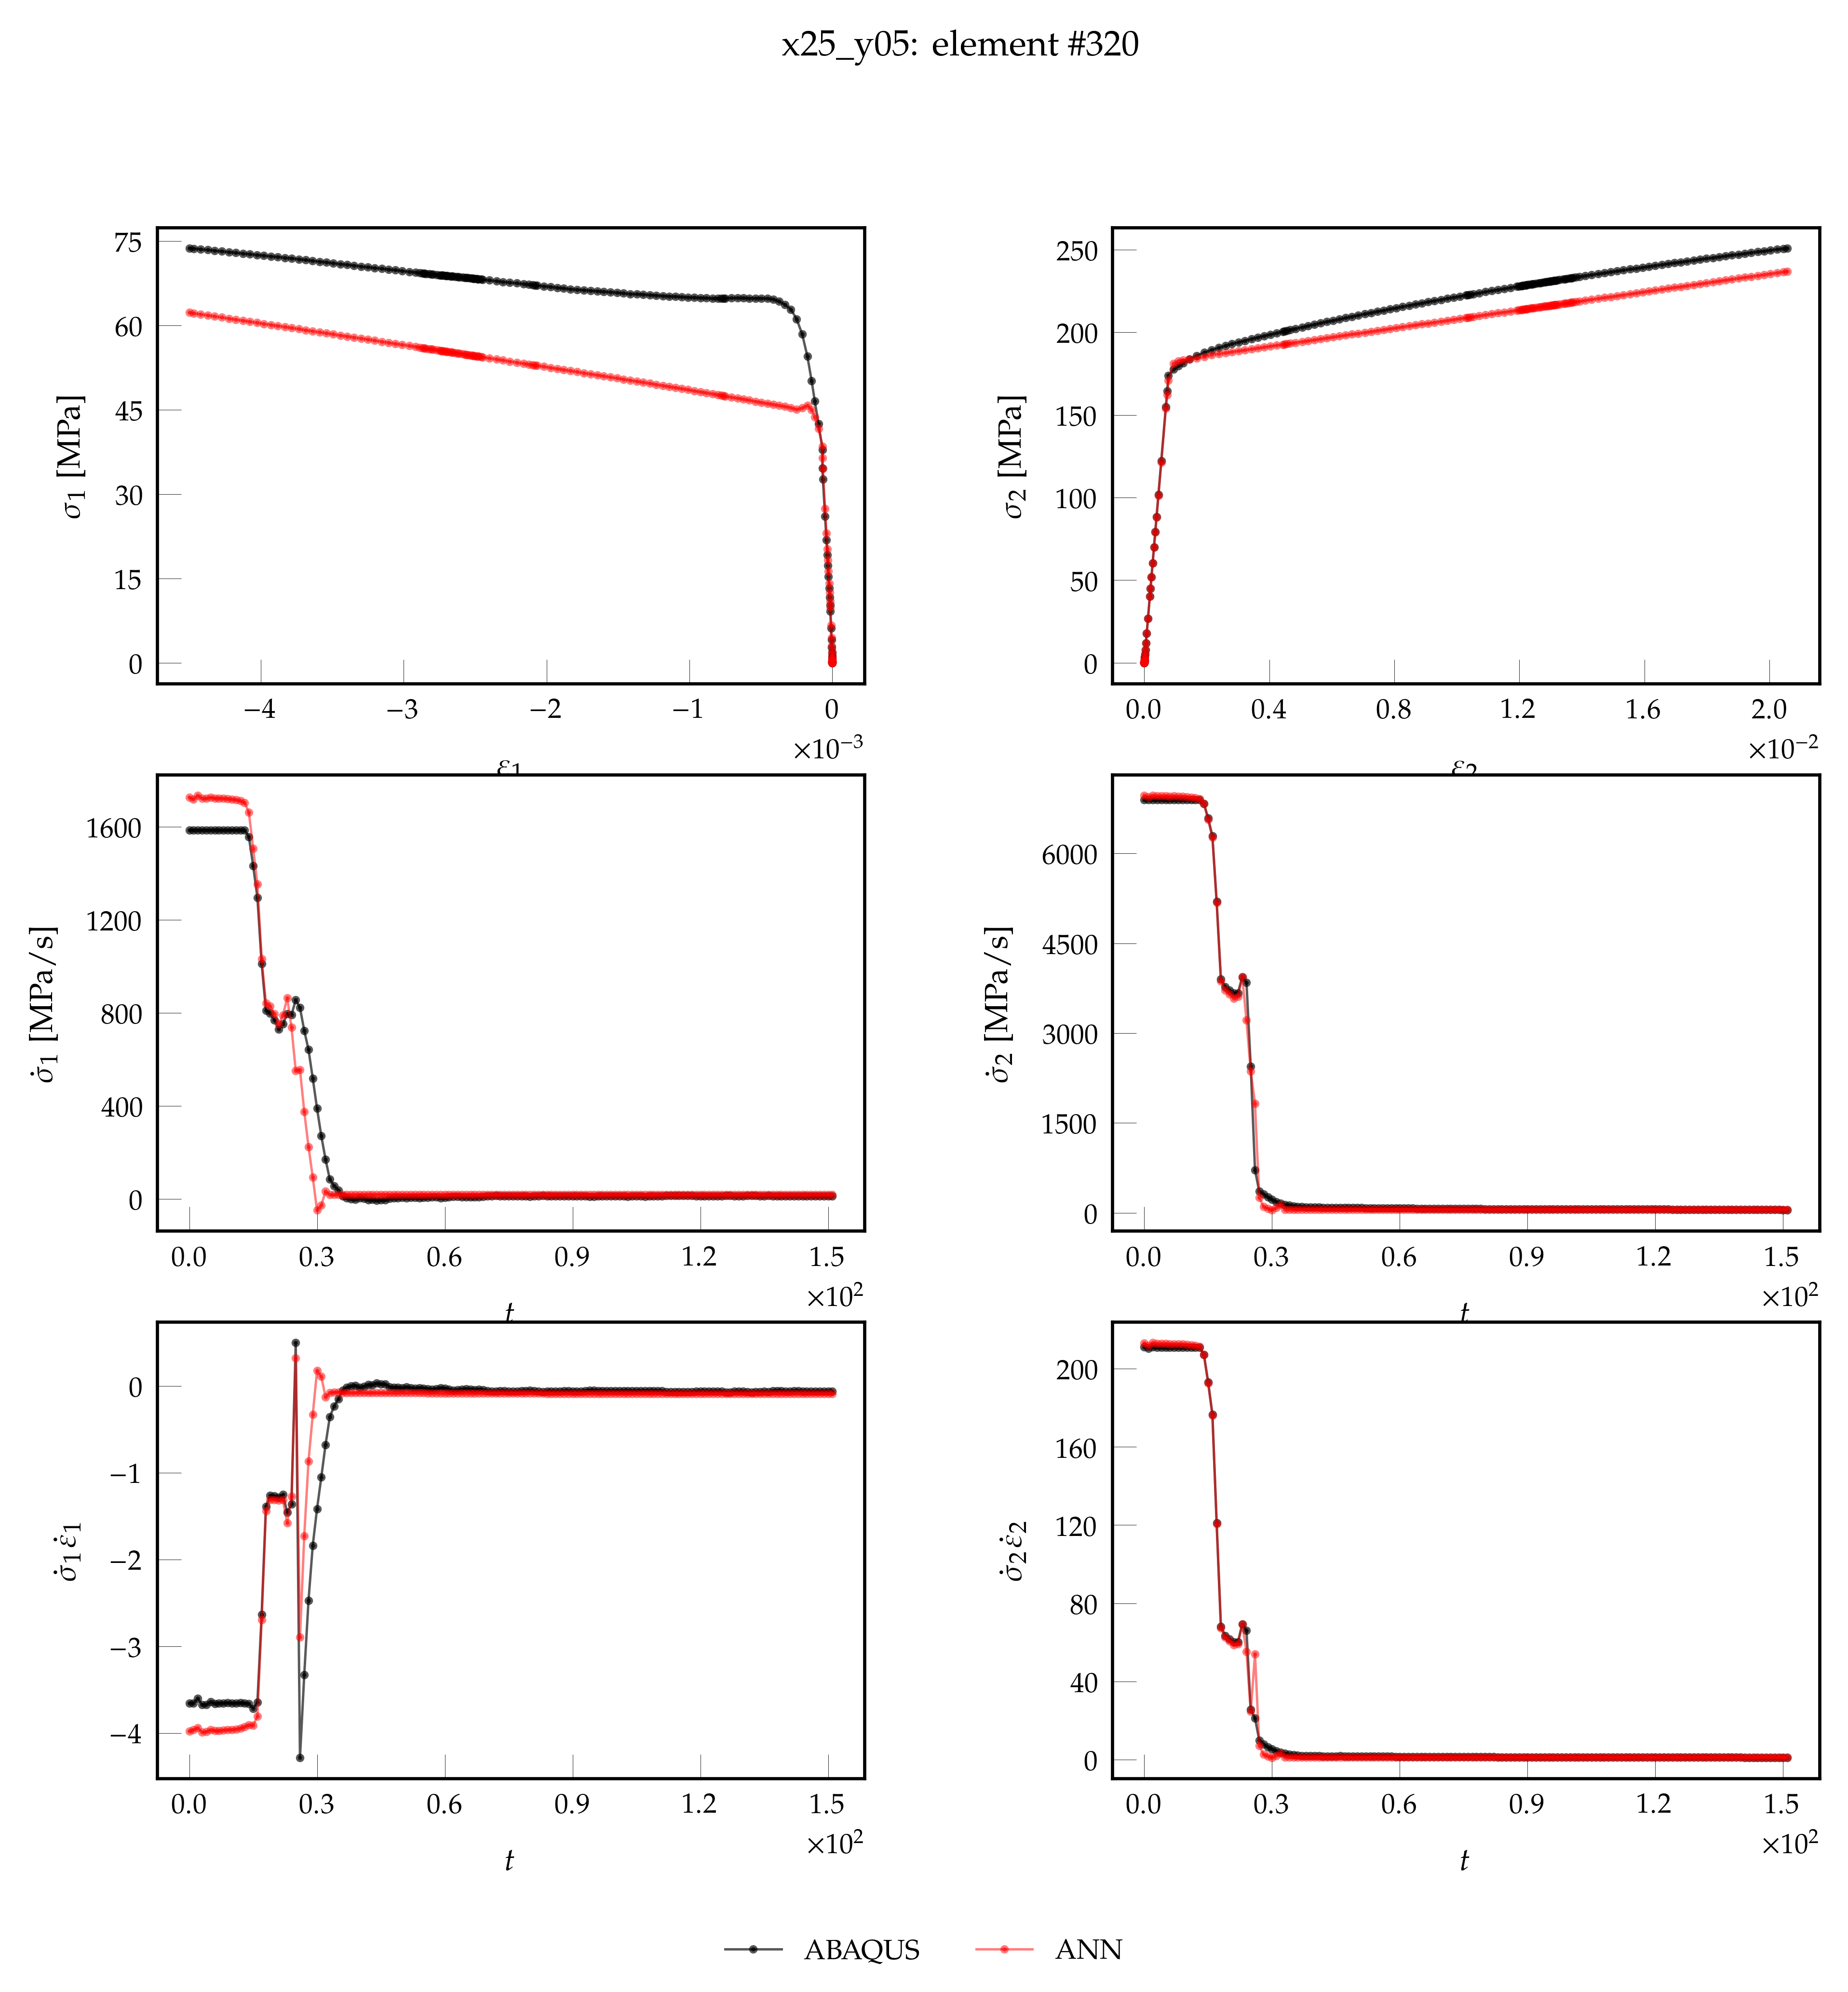 x25_y05: element #320
75
60
45
30
15
0
σ1 [MPa]
−4 −3 −2 −1 0
×10−3
ε1
250
200
150
100
50
0
σ2 [MPa]
0.0 0.4 0.8 1.2 1.6 2.0
×10−2
ε2
1600
1200
800
400
0
σ̇1 [MPa/s]
0.0 0.3 0.6 0.9 1.2 1.5
×10²
t
6000
4500
3000
1500
0
σ̇2 [MPa/s]
0.0 0.3 0.6 0.9 1.2 1.5
×10²
t
0
−1
−2
−3
−4
σ̇1ε̇1
0.0 0.3 0.6 0.9 1.2 1.5
×10²
t
200
160
120
80
40
0
σ̇2ε̇2
0.0 0.3 0.6 0.9 1.2 1.5
×10²
t
ABAQUS ANN